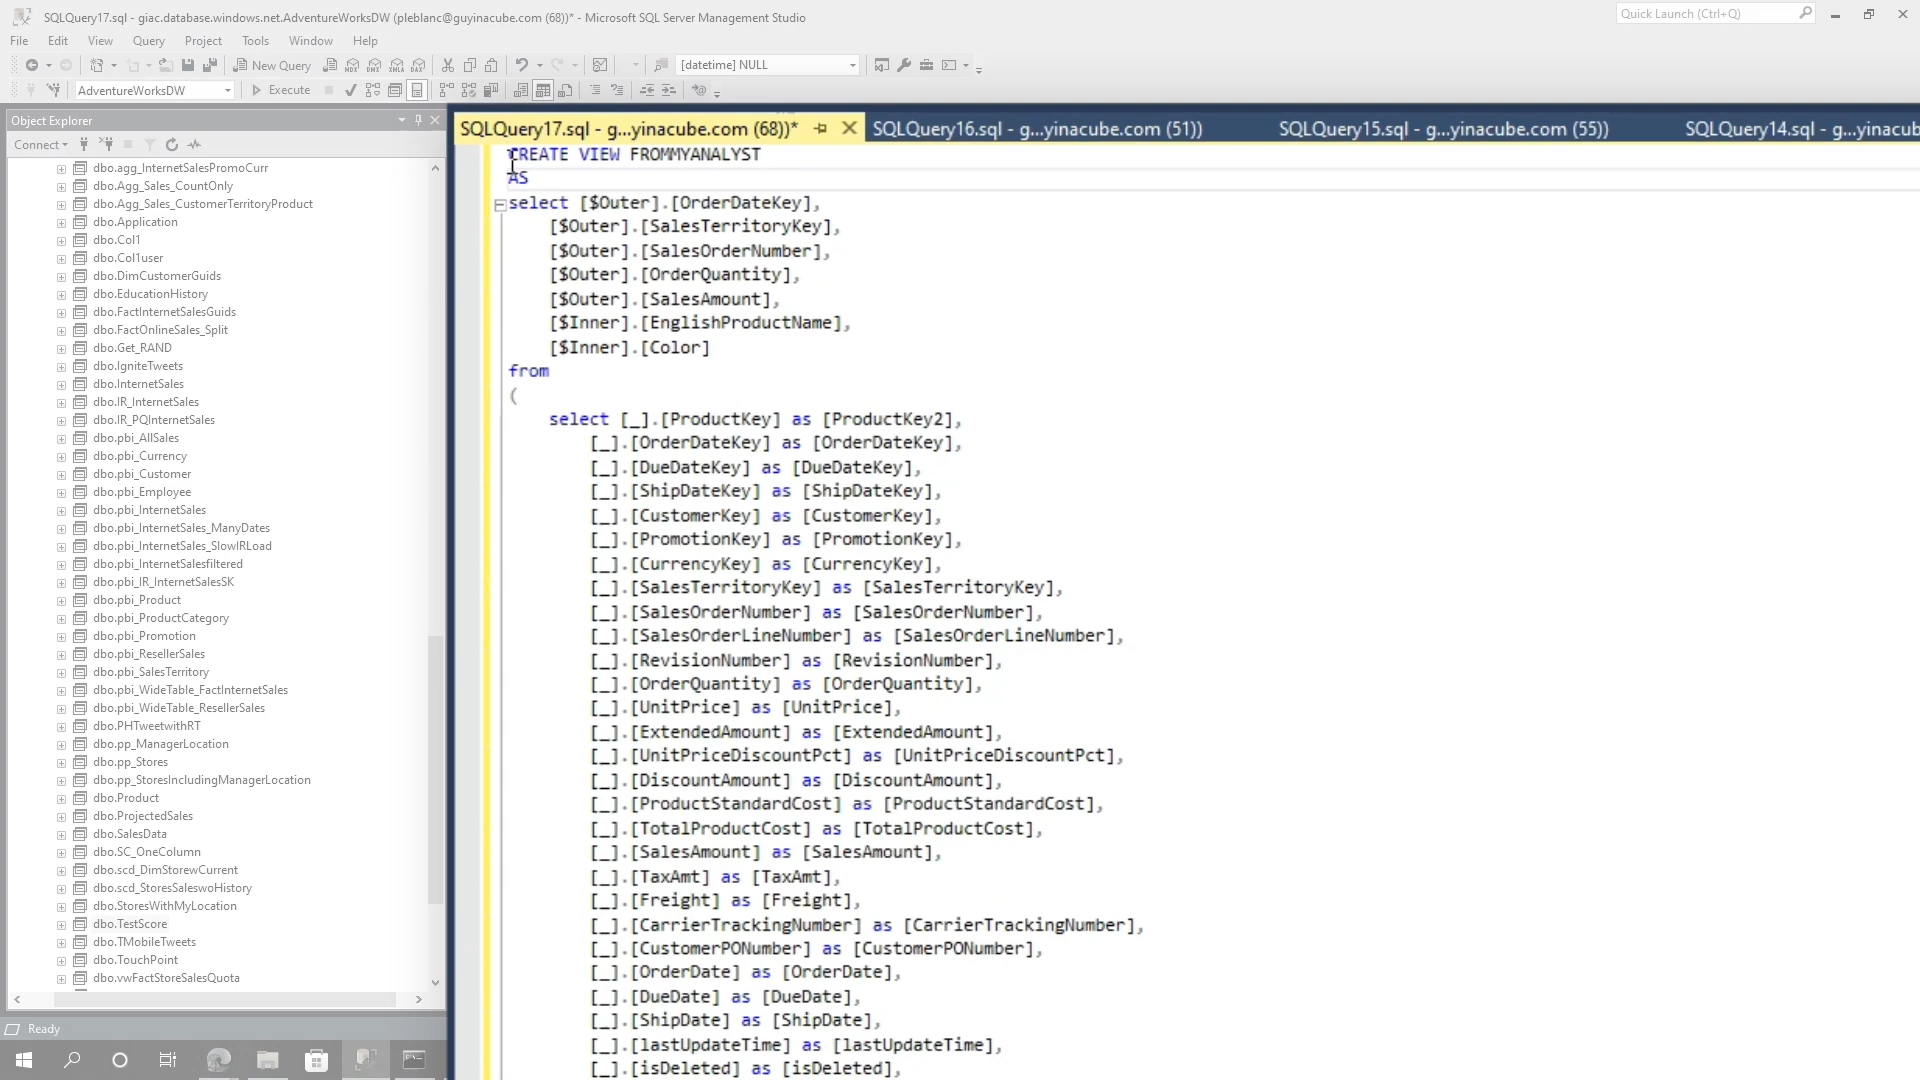 SQLQuery17.sql - giac.database.windows.net.AdventureWorksDW (pleblanc@guyinacube.com (68))* - Microsoft SQL Server Management Studio
Quick Launch (Ctrl+Q)
File Edit View Query Project Tools Window Help
New Query
[datetime] NULL
AdventureWorksDW
Execute
Object Explorer
Connect
dbo.agg_InternetSalesPromoCurr
dbo.Agg_Sales_CountOnly
dbo.Agg_Sales_CustomerTerritoryProduct
dbo.Application
dbo.Col1
dbo.Col1user
dbo.DimCustomerGuids
dbo.EducationHistory
dbo.FactInternetSalesGuids
dbo.FactOnlineSales_Split
dbo.Get_RAND
dbo.IgniteTweets
dbo.InternetSales
dbo.IR_InternetSales
dbo.IR_PQInternetSales
dbo.pbi_AllSales
dbo.pbi_Currency
dbo.pbi_Customer
dbo.pbi_Employee
dbo.pbi_InternetSales
dbo.pbi_InternetSales_ManyDates
dbo.pbi_InternetSales_SlowIRLoad
dbo.pbi_InternetSalesfiltered
dbo.pbi_IR_InternetSalesSK
dbo.pbi_Product
dbo.pbi_ProductCategory
dbo.pbi_Promotion
dbo.pbi_ResellerSales
dbo.pbi_SalesTerritory
dbo.pbi_WideTable_FactInternetSales
dbo.pbi_WideTable_ResellerSales
dbo.PHTweetwithRT
dbo.pp_ManagerLocation
dbo.pp_Stores
dbo.pp_StoresIncludingManagerLocation
dbo.Product
dbo.ProjectedSales
dbo.SalesData
dbo.SC_OneColumn
dbo.scd_DimStorewCurrent
dbo.scd_StoresSaleswoHistory
dbo.StoresWithMyLocation
dbo.TestScore
dbo.TMobileTweets
dbo.TouchPoint
dbo.vwFactStoreSalesQuota
Ready
SQLQuery17.sql - g...yinacube.com (68))* SQLQuery16.sql - g...yinacube.com (51)) SQLQuery15.sql - g...yinacube.com (55)) SQLQuery14.sql - g...yinacub
CREATE VIEW FROMMYANALYST
AS
select [$Outer].[OrderDateKey],
[$Outer].[SalesTerritoryKey],
[$Outer].[SalesOrderNumber],
[$Outer].[OrderQuantity],
[$Outer].[SalesAmount],
[$Inner].[EnglishProductName],
[$Inner].[Color]
from
(
select [_].[ProductKey] as [ProductKey2],
[_].[OrderDateKey] as [OrderDateKey],
[_].[DueDateKey] as [DueDateKey],
[_].[ShipDateKey] as [ShipDateKey],
[_].[CustomerKey] as [CustomerKey],
[_].[PromotionKey] as [PromotionKey],
[_].[CurrencyKey] as [CurrencyKey],
[_].[SalesTerritoryKey] as [SalesTerritoryKey],
[_].[SalesOrderNumber] as [SalesOrderNumber],
[_].[SalesOrderLineNumber] as [SalesOrderLineNumber],
[_].[RevisionNumber] as [RevisionNumber],
[_].[OrderQuantity] as [OrderQuantity],
[_].[UnitPrice] as [UnitPrice],
[_].[ExtendedAmount] as [ExtendedAmount],
[_].[UnitPriceDiscountPct] as [UnitPriceDiscountPct],
[_].[DiscountAmount] as [DiscountAmount],
[_].[ProductStandardCost] as [ProductStandardCost],
[_].[TotalProductCost] as [TotalProductCost],
[_].[SalesAmount] as [SalesAmount],
[_].[TaxAmt] as [TaxAmt],
[_].[Freight] as [Freight],
[_].[CarrierTrackingNumber] as [CarrierTrackingNumber],
[_].[CustomerPONumber] as [CustomerPONumber],
[_].[OrderDate] as [OrderDate],
[_].[DueDate] as [DueDate],
[_].[ShipDate] as [ShipDate],
[_].[lastUpdateTime] as [lastUpdateTime],
[_].[isDeleted] as [isDeleted],